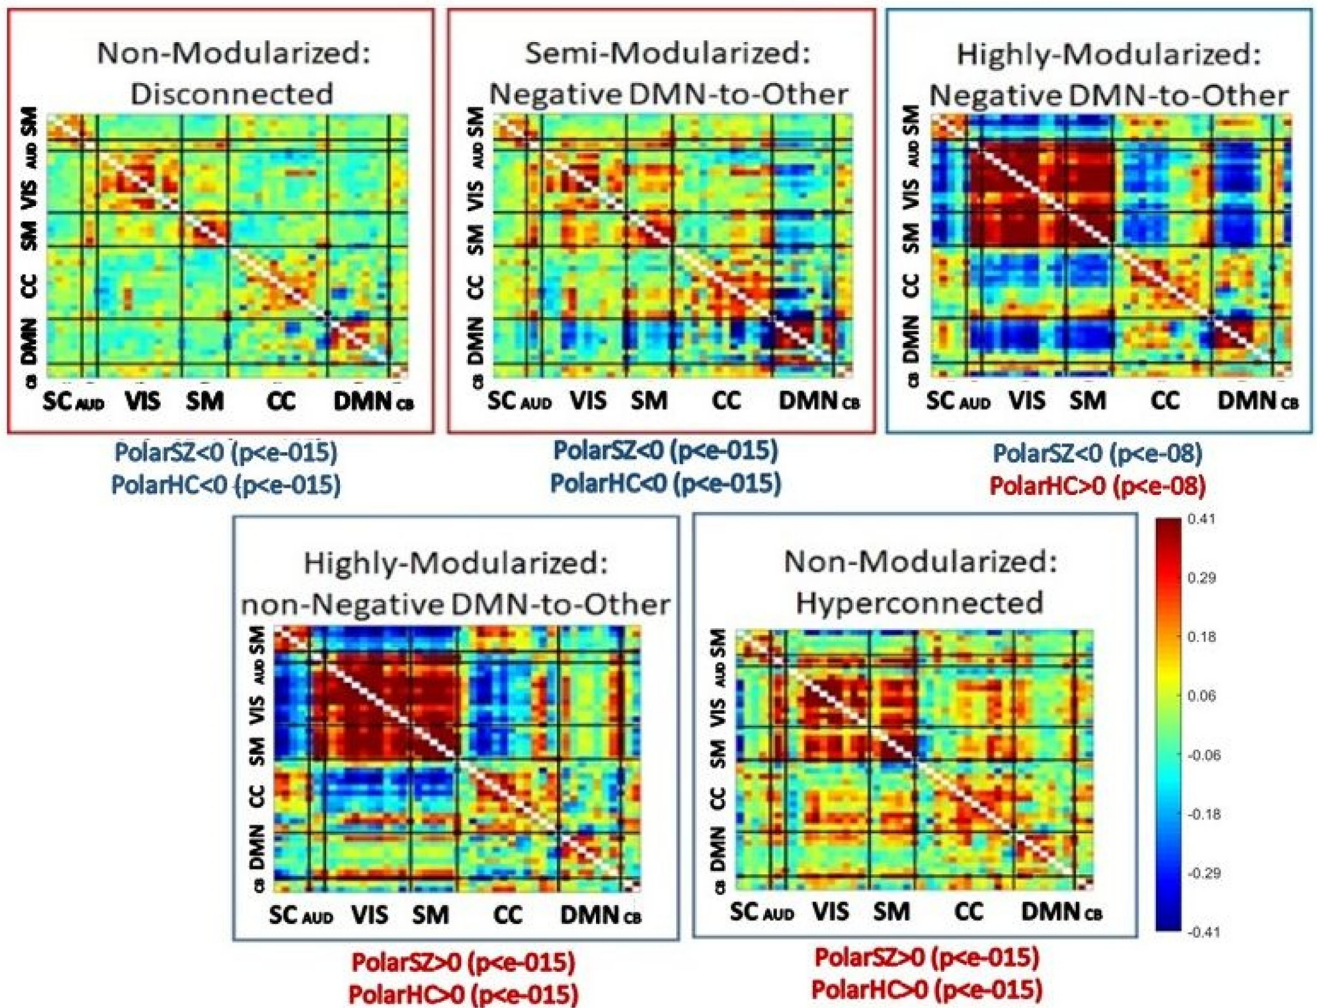 Non-Modularized:
Disconnected
SM
AUD
VIS
SM
CC
DMN
CB
SC AUD VIS SM CC DMN CB
PolarSZ<0 (p<e-015)
PolarHC<0 (p<e-015)
Semi-Modularized:
Negative DMN-to-Other
SM
AUD
VIS
SM
CC
DMN
CB
SC AUD VIS SM CC DMN CB
PolarSZ<0 (p<e-015)
PolarHC<0 (p<e-015)
Highly-Modularized:
Negative DMN-to-Other
SM
AUD
VIS
SM
CC
DMN
CB
SC AUD VIS SM CC DMN CB
PolarSZ<0 (p<e-08)
PolarHC>0 (p<e-08)
Highly-Modularized:
non-Negative DMN-to-Other
SM
AUD
VIS
SM
CC
DMN
CB
SC AUD VIS SM CC DMN CB
PolarSZ>0 (p<e-015)
PolarHC>0 (p<e-015)
Non-Modularized:
Hyperconnected
SM
AUD
VIS
SM
CC
DMN
CB
SC AUD VIS SM CC DMN CB
PolarSZ>0 (p<e-015)
PolarHC>0 (p<e-015)
0.41
0.29
0.18
0.06
-0.06
-0.18
-0.29
-0.41